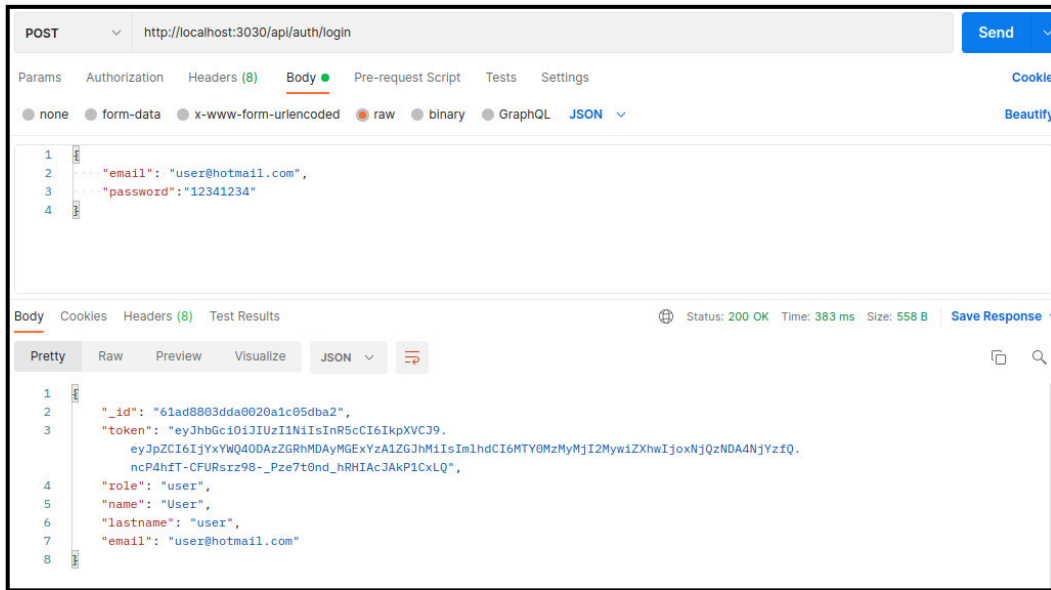 POST http://localhost:3030/api/auth/login Send
Params Authorization Headers (8) Body Pre-request Script Tests Settings Cookie
none form-data x-www-form-urlencoded raw binary GraphQL JSON Beautify
1 {
2 "email": "user@hotmail.com",
3 "password":"12341234"
4 }
Body Cookies Headers (8) Test Results Status: 200 OK Time: 383 ms Size: 558 B Save Response
Pretty Raw Preview Visualize JSON
1 {
2 "_id": "61ad8803dda0020a1c05dba2",
3 "token": "eyJhbGciOiJIUzI1NiIsInR5cCI6IkpXVCJ9.
eyJpZCI6IjYxYWQ4ODAzZGRhMDAyMGExYzA1ZGJhMiIsImlhdCI6MTY0MzMyMjI2MywiZXhwIjoxNjQzNDA4NjYzfQ.
ncP4hfT-CFURsrz98-_Pze7t0nd_hRHIAcJAkP1CxLQ",
4 "role": "user",
5 "name": "User",
6 "lastname": "user",
7 "email": "user@hotmail.com"
8 }